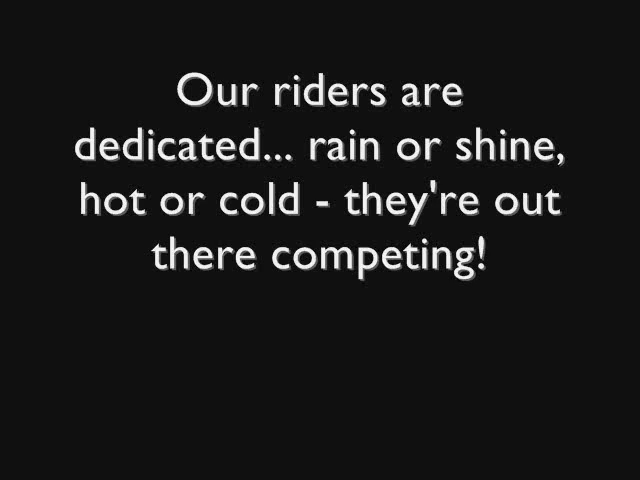 Our riders are
dedicated... rain or shine,
hot or cold - they're out
there competing!